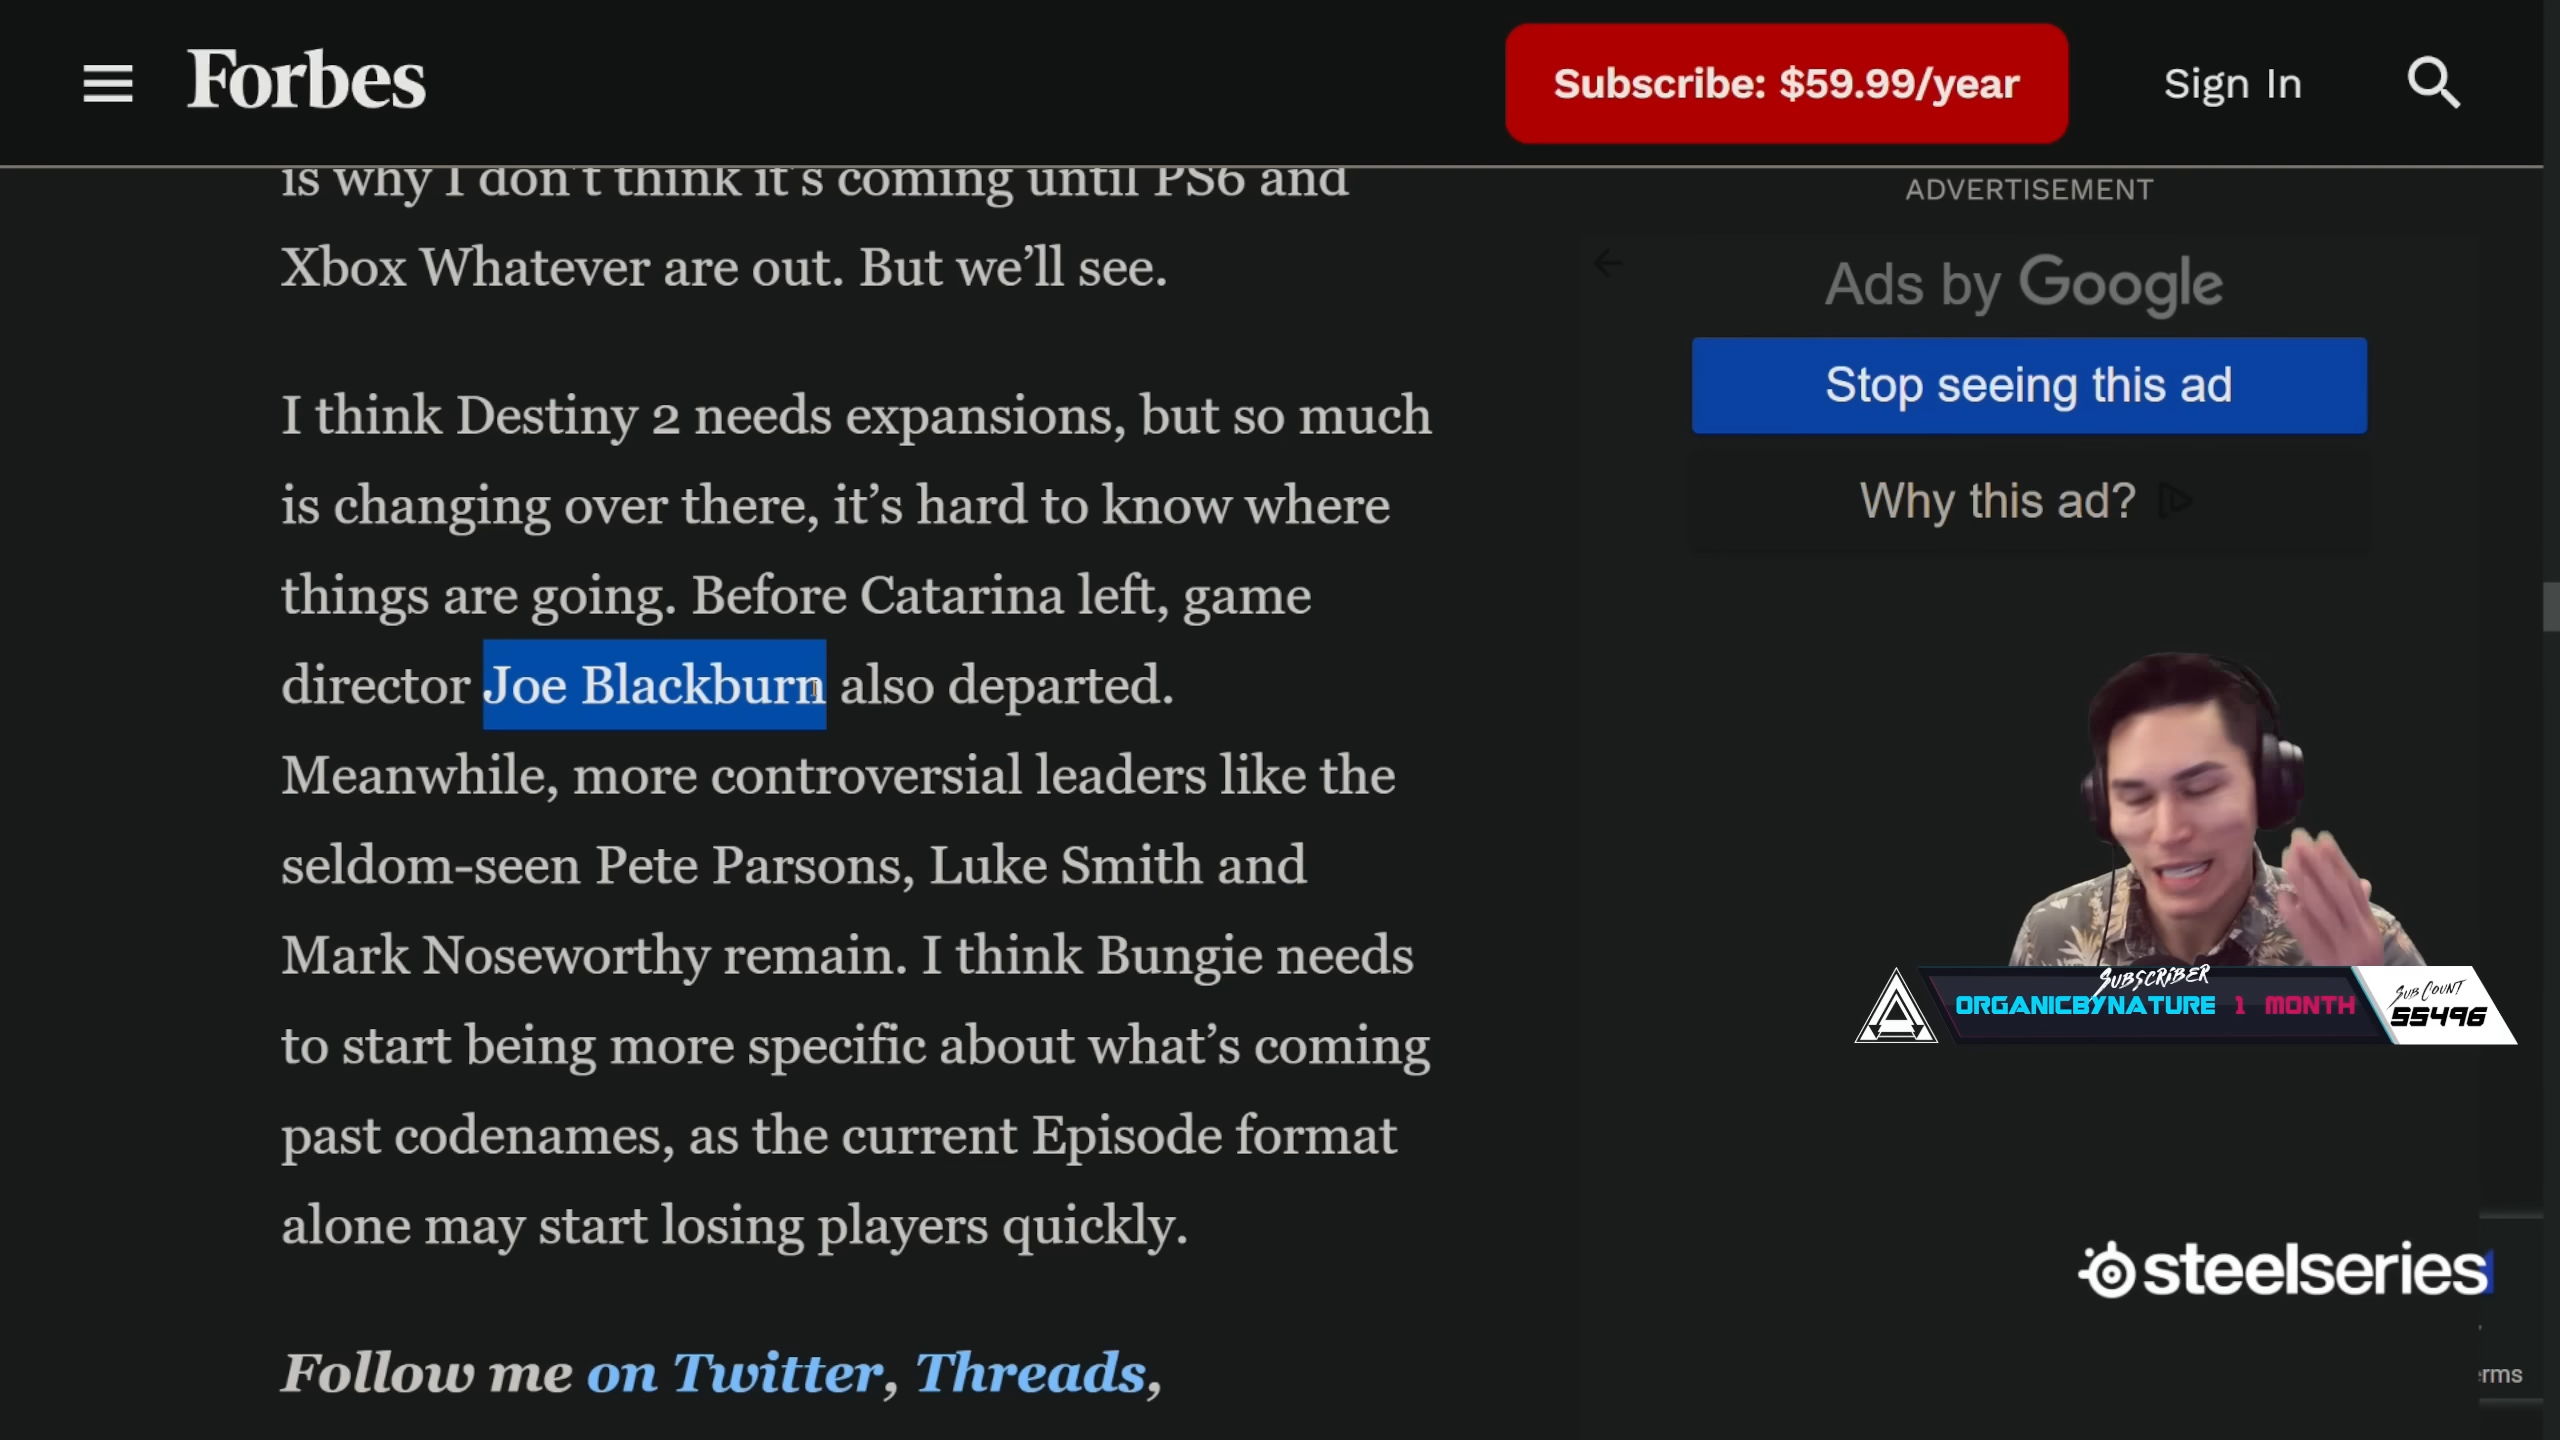 Forbes
Subscribe: $59.99/year
Sign In
is why I don't think it's coming until PS6 and
Xbox Whatever are out. But we'll see.
I think Destiny 2 needs expansions, but so much
is changing over there, it's hard to know where
things are going. Before Catarina left, game
director Joe Blackburn also departed.
Meanwhile, more controversial leaders like the
seldom-seen Pete Parsons, Luke Smith and
Mark Noseworthy remain. I think Bungie needs
to start being more specific about what's coming
past codenames, as the current Episode format
alone may start losing players quickly.
Follow me on Twitter, Threads,
ADVERTISEMENT
Ads by Google
Stop seeing this ad
Why this ad?
SUBSCRIBER
ORGANICBYNATURE 1 MONTH
SUB COUNT
55496
steelseries